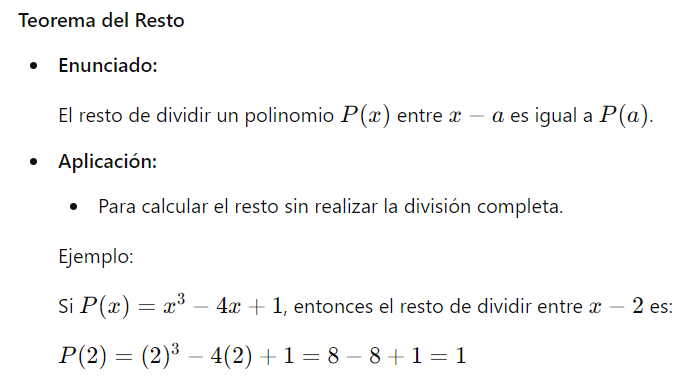 Teorema del Resto
• Enunciado:
El resto de dividir un polinomio P(x) entre x − a es igual a P(a).
• Aplicación:
• Para calcular el resto sin realizar la división completa.
Ejemplo:
Si P(x) = x³ − 4x + 1, entonces el resto de dividir entre x − 2 es:
P(2) = (2)³ − 4(2) + 1 = 8 − 8 + 1 = 1